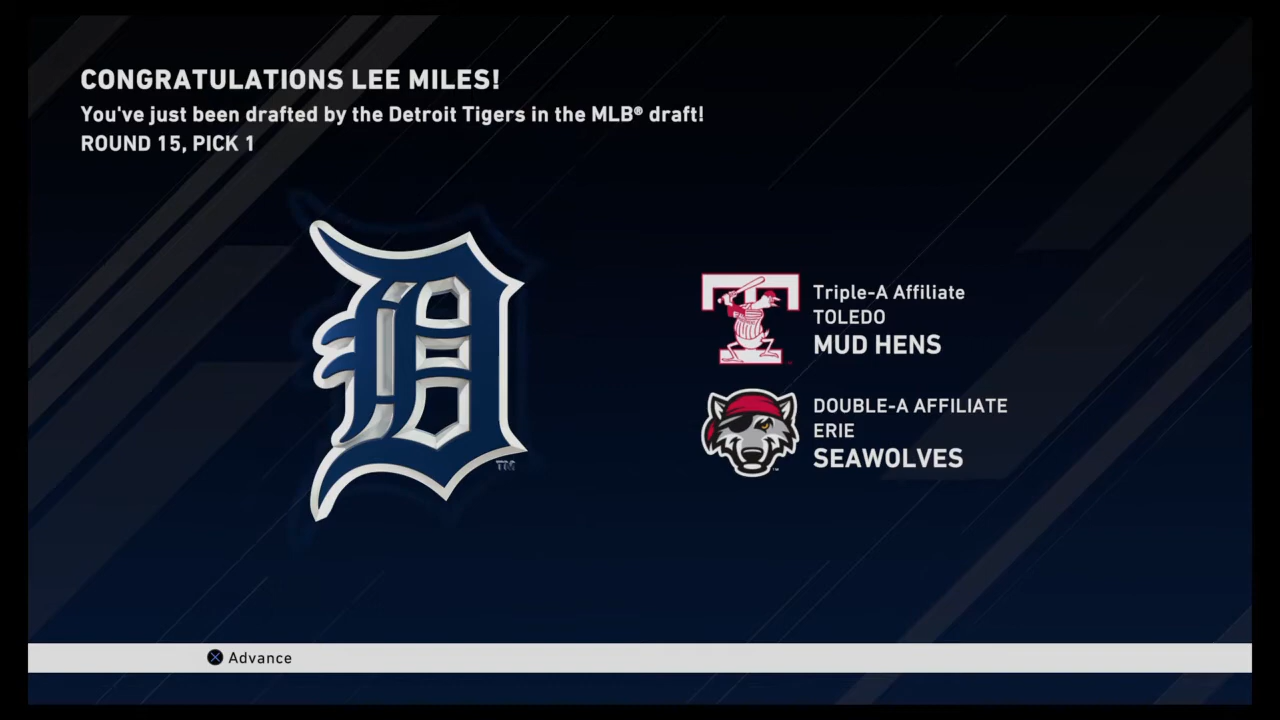 CONGRATULATIONS LEE MILES!
You've just been drafted by the Detroit Tigers in the MLB® draft!
ROUND 15, PICK 1
D
TM
T
Triple-A Affiliate
TOLEDO
MUD HENS
DOUBLE-A AFFILIATE
ERIE
SEAWOLVES
Advance